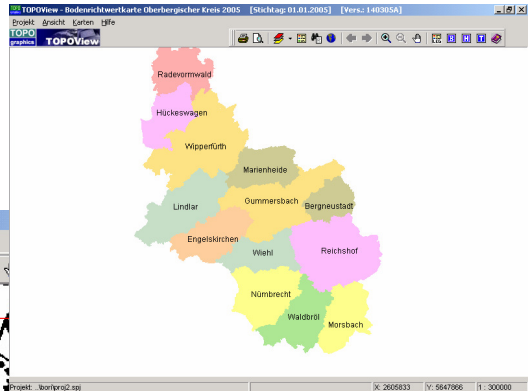 TOPOView - Bodenrichtwertkarte Oberbergischer Kreis 2005 [Stichtag: 01.01.2005] [Vers.: 140305A]
Projekt Ansicht Karten Hilfe
TOPO
graphics TOPOView
Radevormwald
Hückeswagen
Wipperfürth
Marienheide
Lindlar
Gummersbach
Bergneustadt
Engelskirchen
Wiehl
Reichshof
Nümbrecht
Waldbröl
Morsbach
Projekt: ..\bori\proj2.spj X: 2605833 Y: 5647866 1 : 300000